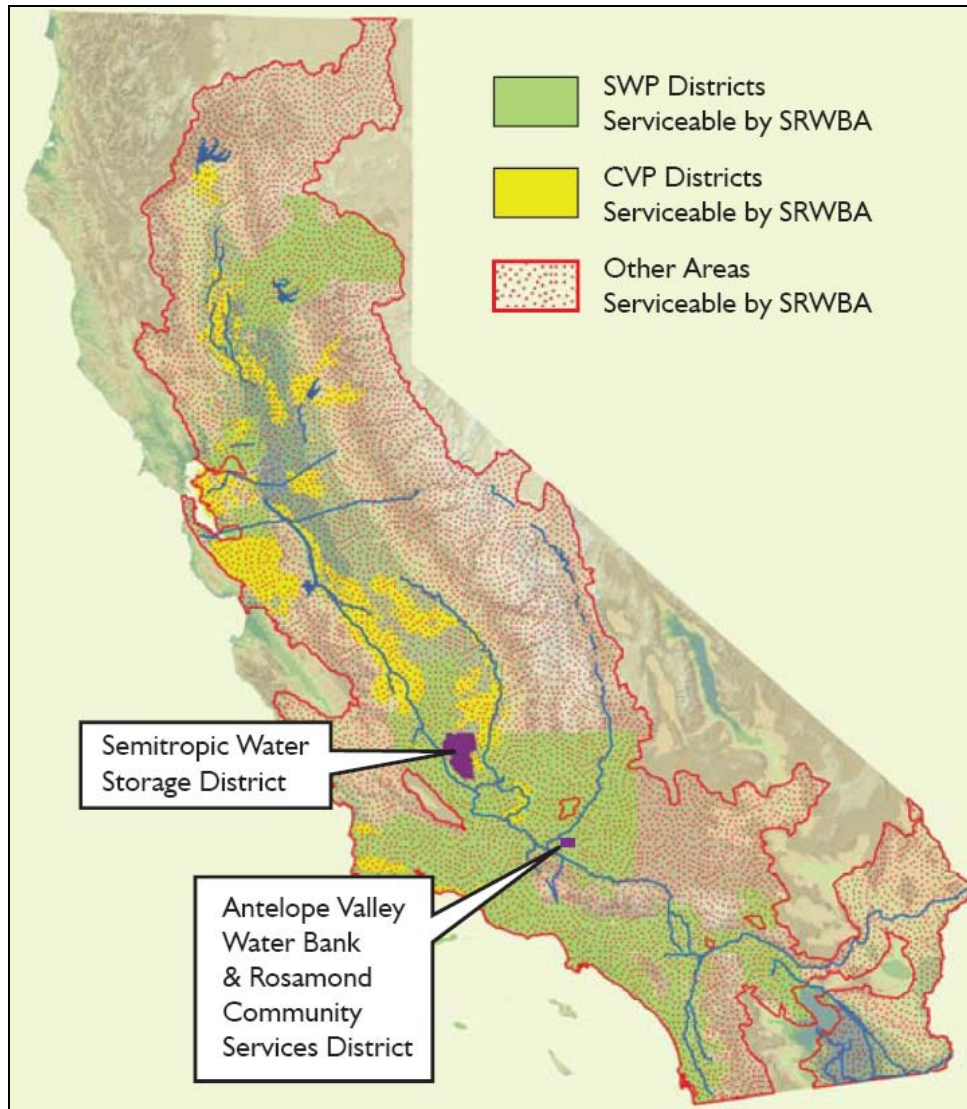 SWP Districts
Serviceable by SRWBA
CVP Districts
Serviceable by SRWBA
Other Areas
Serviceable by SRWBA
Semitropic Water
Storage District
Antelope Valley
Water Bank
& Rosamond
Community
Services District